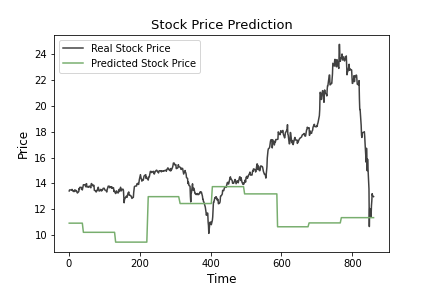 Stock Price Prediction
Real Stock Price
Predicted Stock Price
24
22
20
18
16
14
12
10
Price
0 200 400 600 800
Time